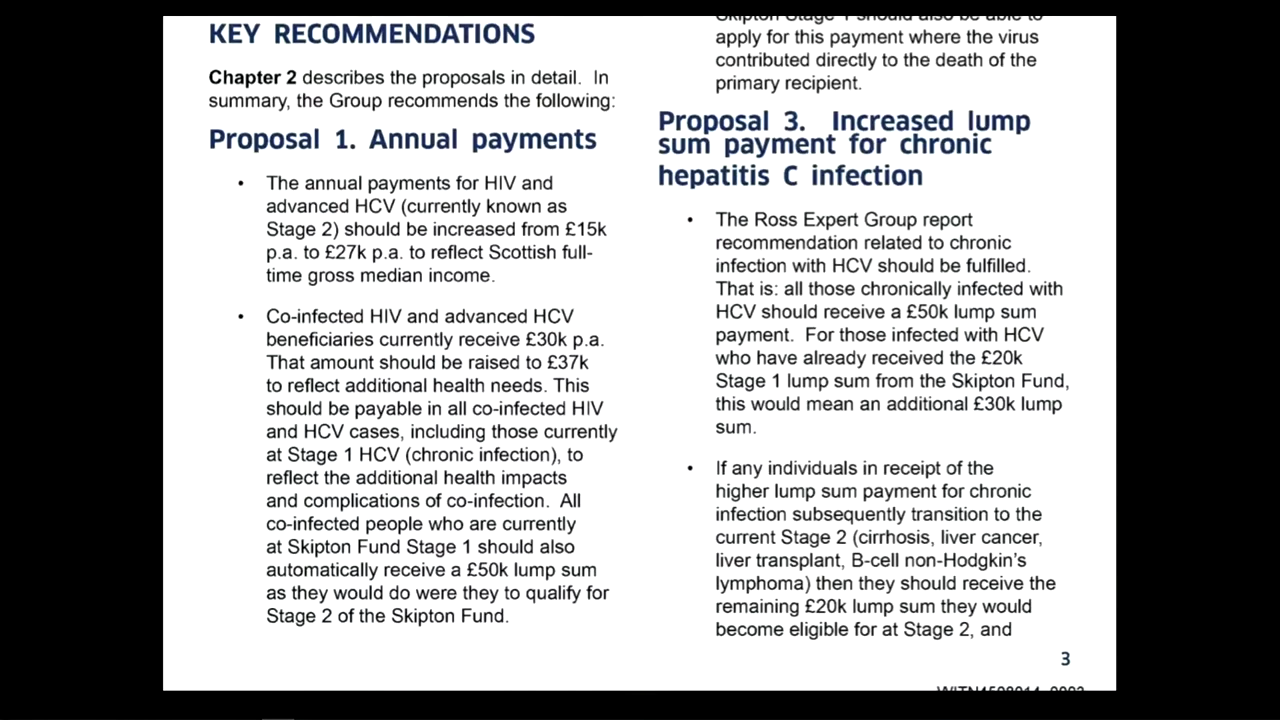 KEY RECOMMENDATIONS
Chapter 2 describes the proposals in detail. In
summary, the Group recommends the following:
Proposal 1. Annual payments
• The annual payments for HIV and
advanced HCV (currently known as
Stage 2) should be increased from £15k
p.a. to £27k p.a. to reflect Scottish full-
time gross median income.
• Co-infected HIV and advanced HCV
beneficiaries currently receive £30k p.a.
That amount should be raised to £37k
to reflect additional health needs. This
should be payable in all co-infected HIV
and HCV cases, including those currently
at Stage 1 HCV (chronic infection), to
reflect the additional health impacts
and complications of co-infection. All
co-infected people who are currently
at Skipton Fund Stage 1 should also
automatically receive a £50k lump sum
as they would do were they to qualify for
Stage 2 of the Skipton Fund.
Skipton Stage 1 should also be able to
apply for this payment where the virus
contributed directly to the death of the
primary recipient.
Proposal 3. Increased lump
sum payment for chronic
hepatitis C infection
• The Ross Expert Group report
recommendation related to chronic
infection with HCV should be fulfilled.
That is: all those chronically infected with
HCV should receive a £50k lump sum
payment. For those infected with HCV
who have already received the £20k
Stage 1 lump sum from the Skipton Fund,
this would mean an additional £30k lump
sum.
• If any individuals in receipt of the
higher lump sum payment for chronic
infection subsequently transition to the
current Stage 2 (cirrhosis, liver cancer,
liver transplant, B-cell non-Hodgkin's
lymphoma) then they should receive the
remaining £20k lump sum they would
become eligible for at Stage 2, and
3